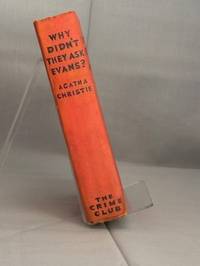 WHY
DIDN'T
THEY ASK
EVANS?
AGATHA
CHRISTIE
THE
CRIME
CLUB